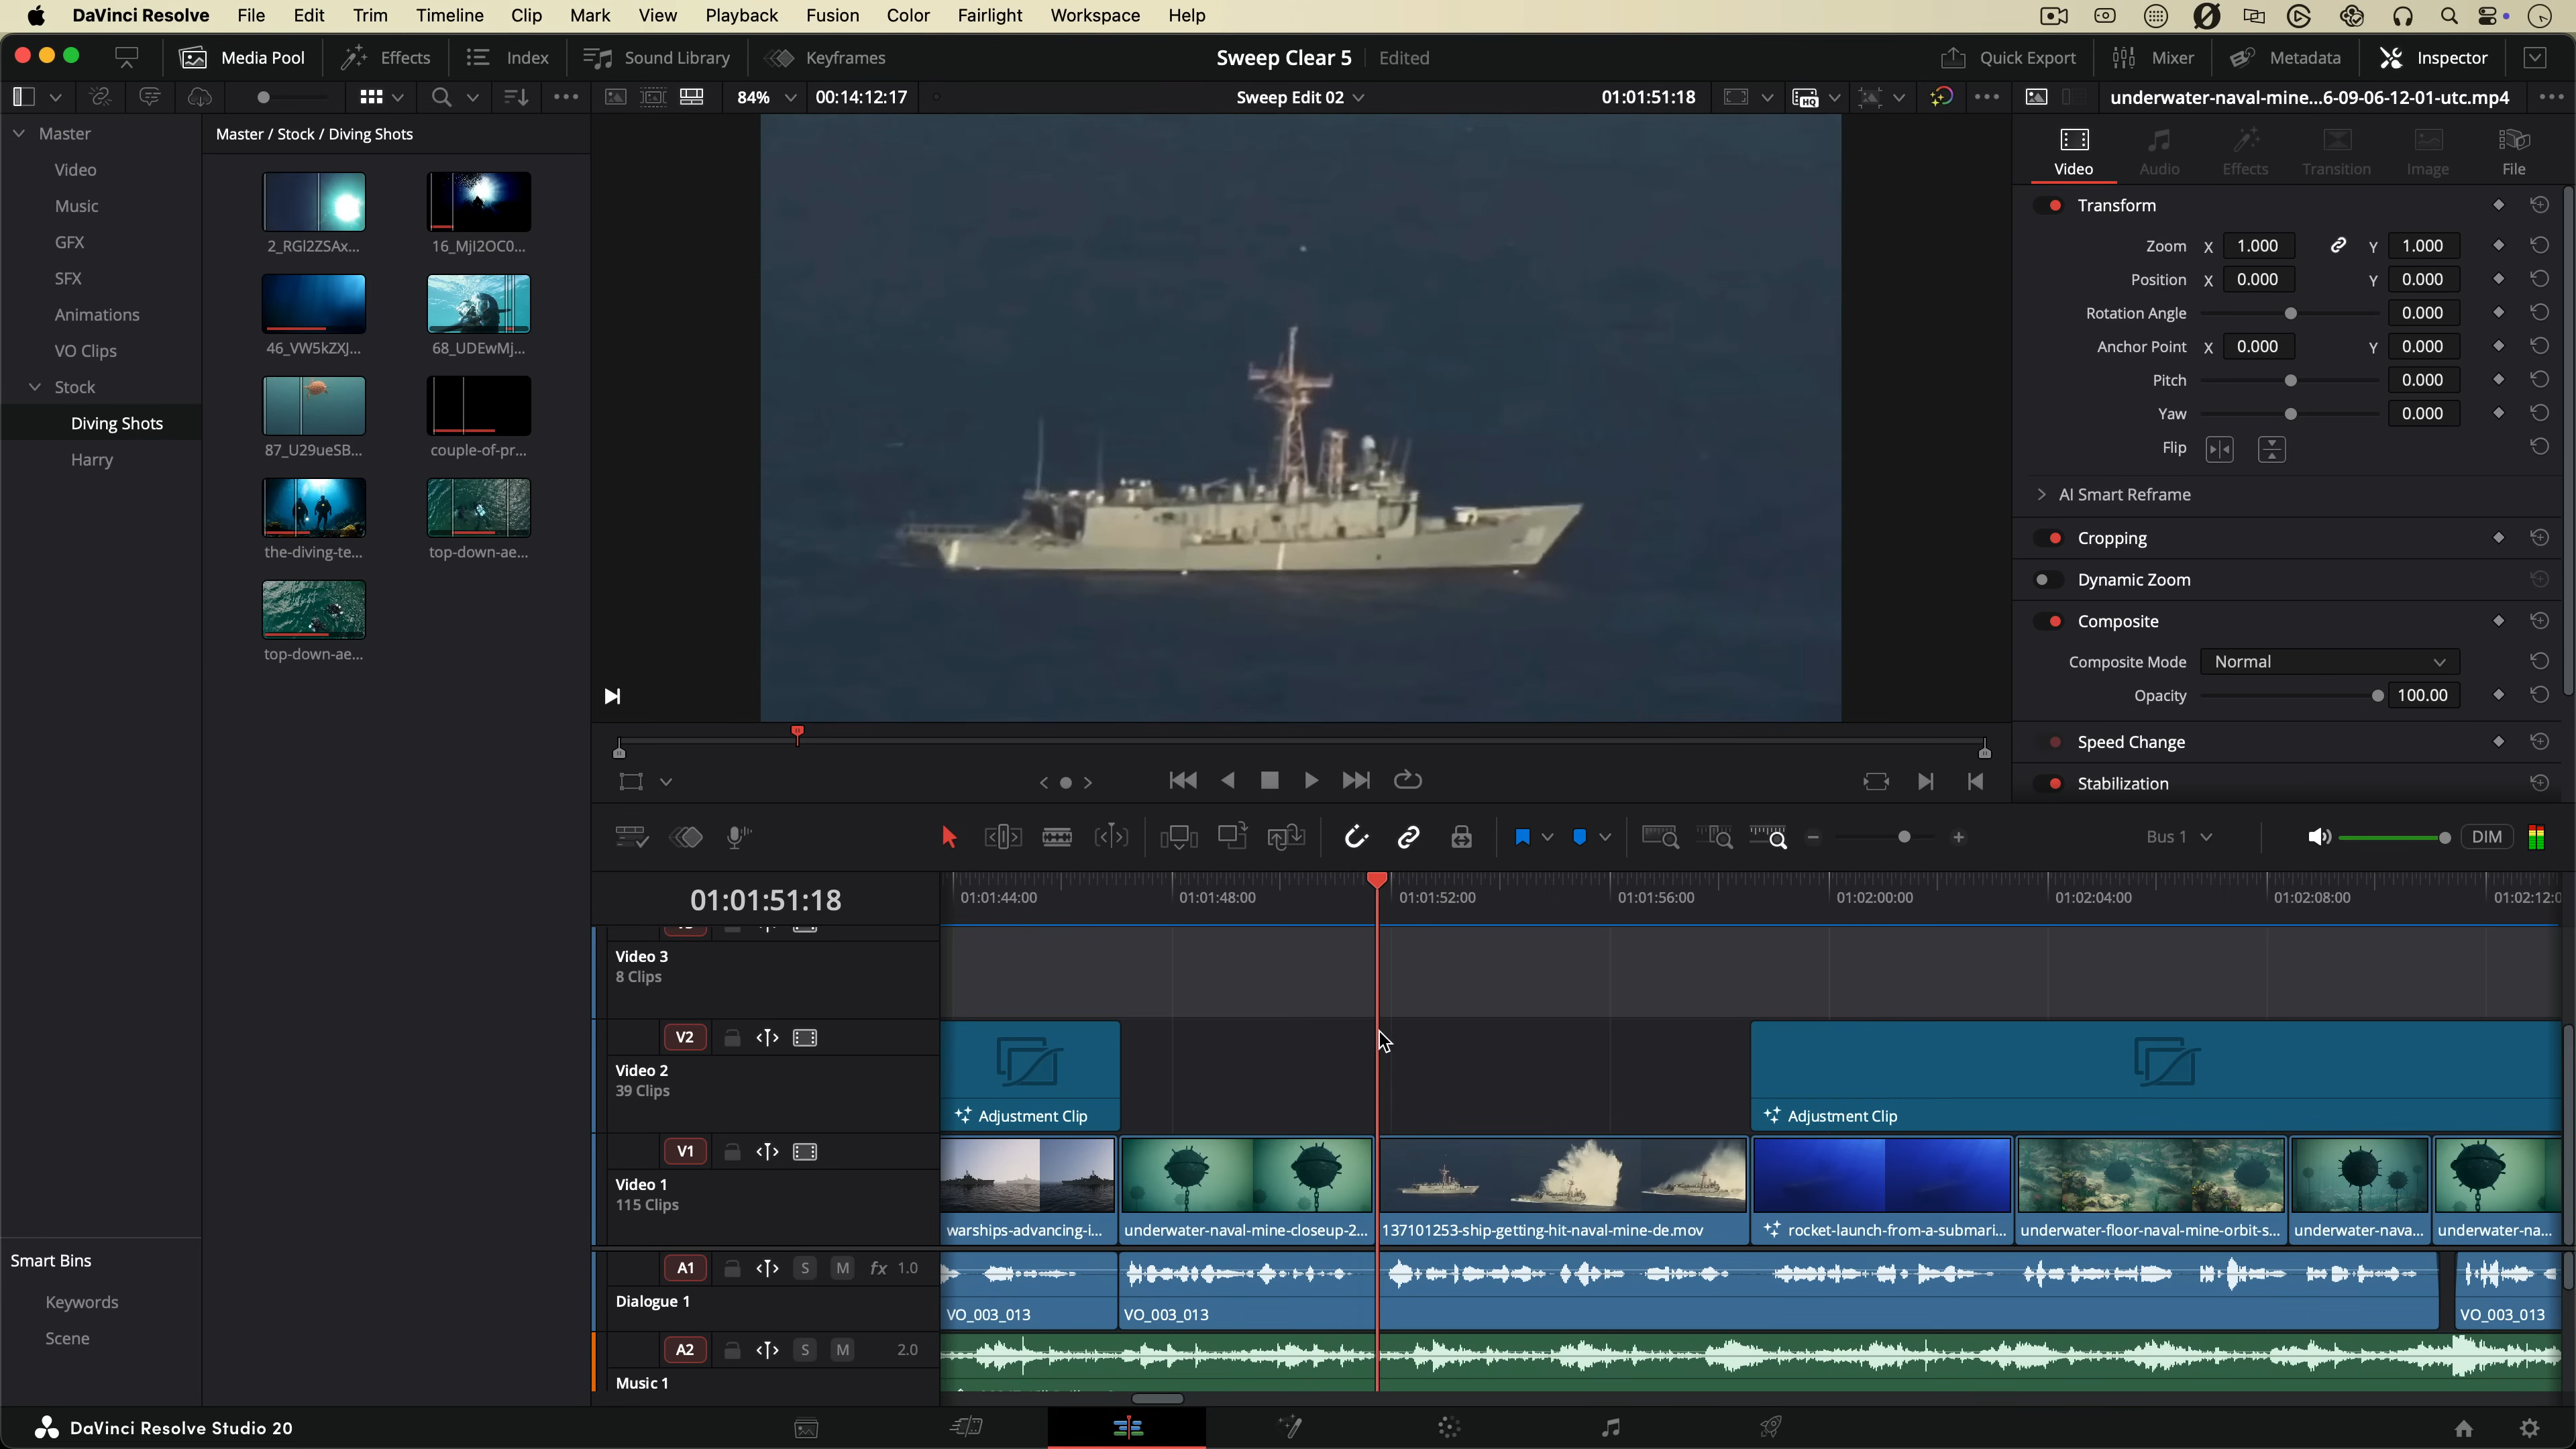 DaVinci Resolve File Edit Trim Timeline Clip Mark View Playback Fusion Color Fairlight Workspace Help
Media Pool Effects Index Sound Library Keyframes Sweep Clear 5 Edited Quick Export Mixer Metadata Inspector
84% 00:14:12:17 Sweep Edit 02 01:01:51:18 HQ underwater-naval-mine...6-09-06-12-01-utc.mp4
Master
Video
Music
GFX
SFX
Animations
VO Clips
Stock
Diving Shots
Harry
Master / Stock / Diving Shots
2_RGl2ZSAx... 16_MjI2OC0...
46_VW5kZXJ... 68_UDEwMj...
87_U29ueSB... couple-of-pr...
the-diving-te... top-down-ae...
top-down-ae...
Smart Bins
Keywords
Scene
Video Audio Effects Transition Image File
Transform
Zoom X 1.000 Y 1.000
Position X 0.000 Y 0.000
Rotation Angle 0.000
Anchor Point X 0.000 Y 0.000
Pitch 0.000
Yaw 0.000
Flip
AI Smart Reframe
Cropping
Dynamic Zoom
Composite
Composite Mode Normal
Opacity 100.00
Speed Change
Stabilization
Bus 1 DIM
01:01:51:18
01:01:44:00 01:01:48:00 01:01:52:00 01:01:56:00 01:02:00:00 01:02:04:00 01:02:08:00 01:02:12:0
Video 3
8 Clips
V2
Video 2
39 Clips
Adjustment Clip Adjustment Clip
V1
Video 1
115 Clips
warships-advancing-i... underwater-naval-mine-closeup-2... 137101253-ship-getting-hit-naval-mine-de.mov rocket-launch-from-a-submari... underwater-floor-naval-mine-orbit-s... underwater-nava... underwater-na...
A1 S M fx 1.0
Dialogue 1
VO_003_013 VO_003_013 VO_003_013
A2 S M 2.0
Music 1
DaVinci Resolve Studio 20